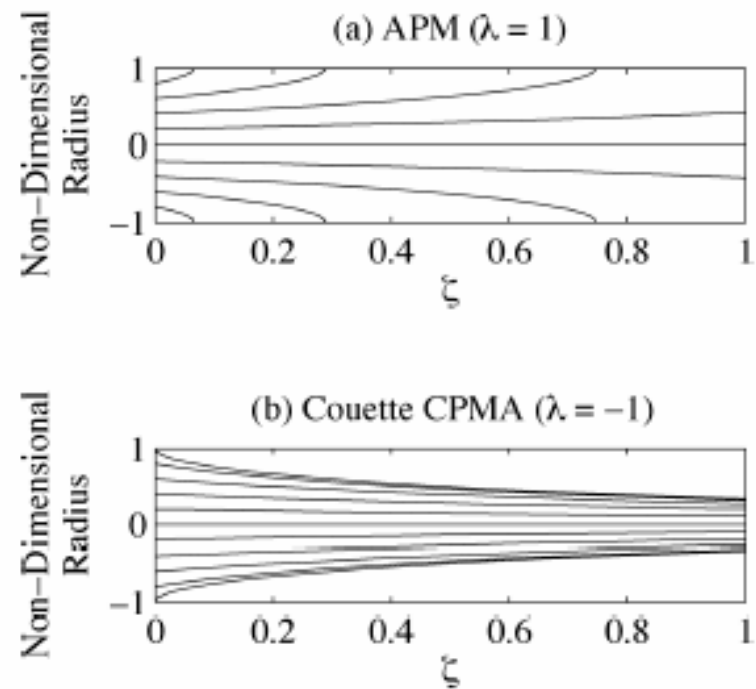 (a) APM (λ = 1)
Non−Dimensional
Radius
1
0
−1
0 0.2 0.4 0.6 0.8 1
ζ
(b) Couette CPMA (λ = −1)
Non−Dimensional
Radius
1
0
−1
0 0.2 0.4 0.6 0.8 1
ζ